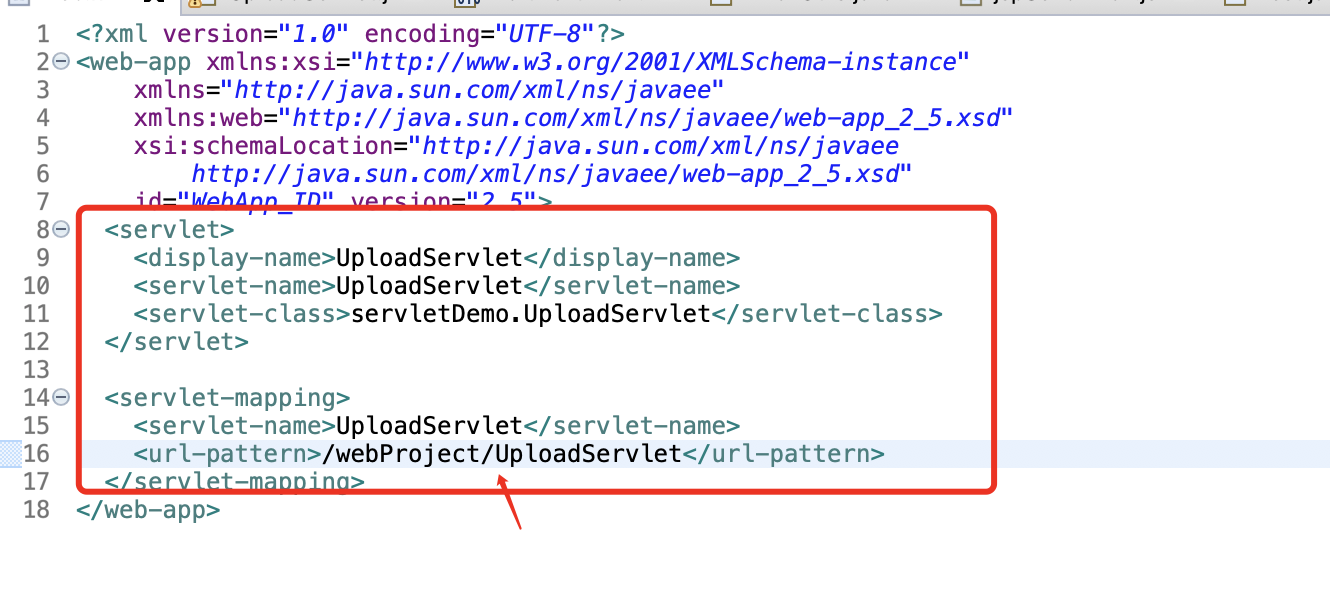 1 <?xml version="1.0" encoding="UTF-8"?>
2 <web-app xmlns:xsi="http://www.w3.org/2001/XMLSchema-instance"
3 xmlns="http://java.sun.com/xml/ns/javaee"
4 xmlns:web="http://java.sun.com/xml/ns/javaee/web-app_2_5.xsd"
5 xsi:schemaLocation="http://java.sun.com/xml/ns/javaee
6 http://java.sun.com/xml/ns/javaee/web-app_2_5.xsd"
7 id="WebApp_ID" version="2.5">
8 <servlet>
9 <display-name>UploadServlet</display-name>
10 <servlet-name>UploadServlet</servlet-name>
11 <servlet-class>servletDemo.UploadServlet</servlet-class>
12 </servlet>
13
14 <servlet-mapping>
15 <servlet-name>UploadServlet</servlet-name>
16 <url-pattern>/webProject/UploadServlet</url-pattern>
17 </servlet-mapping>
18 </web-app>